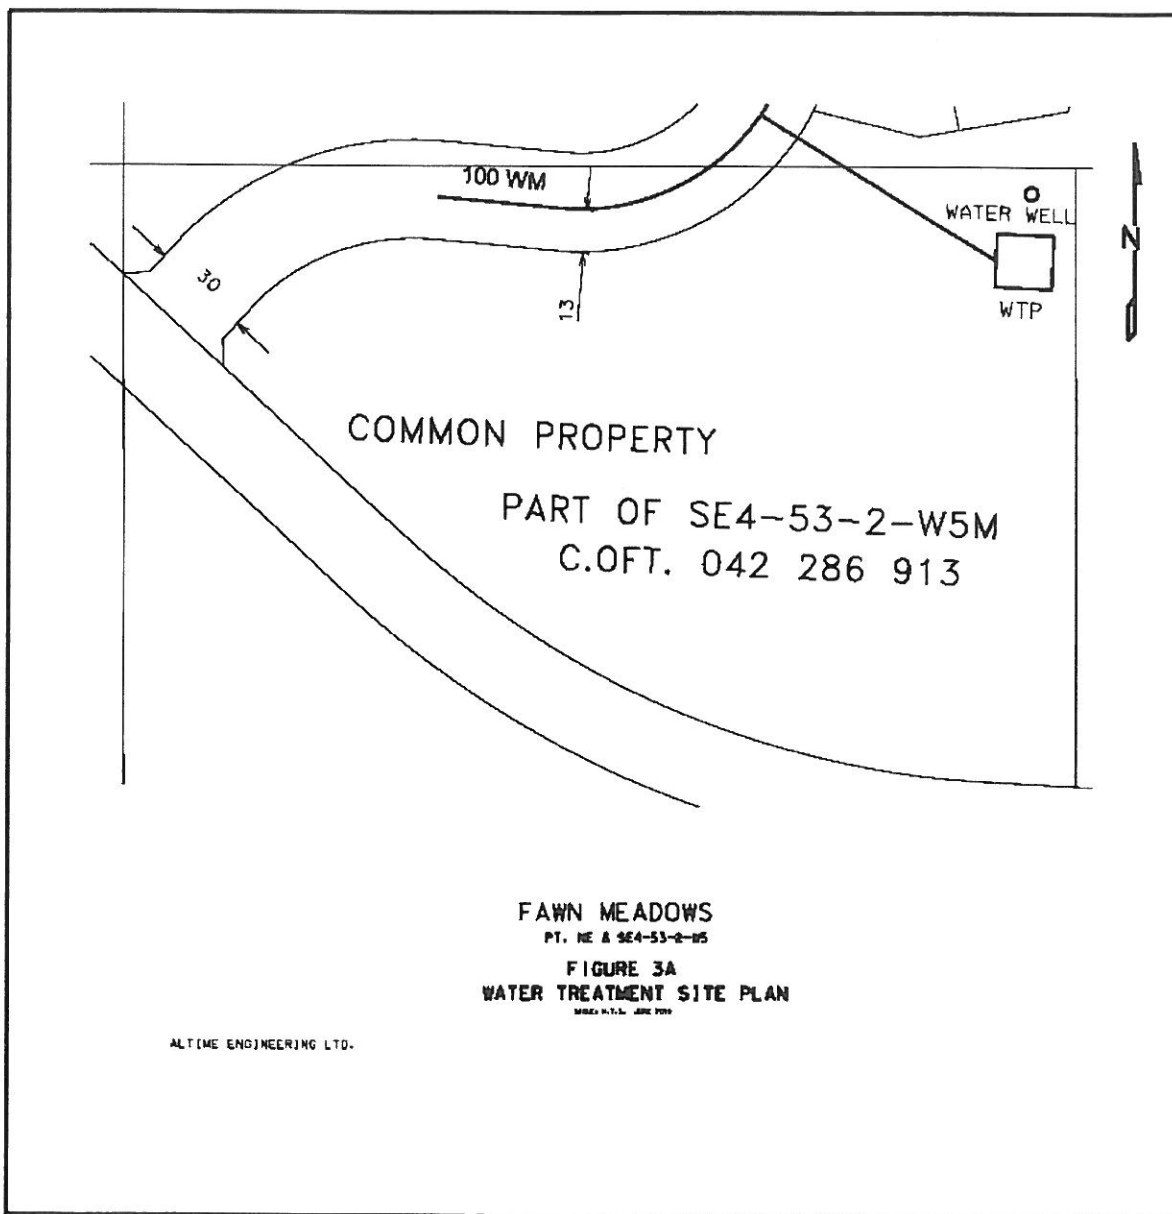 100 WM
WATER WELL
N
30
13
WTP
COMMON PROPERTY
PART OF SE4-53-2-W5M
C.OFT. 042 286 913
FAWN MEADOWS
PT. NE & SE4-53-2-W5
FIGURE 3A
WATER TREATMENT SITE PLAN
N.T.S.
ALTIME ENGINEERING LTD.